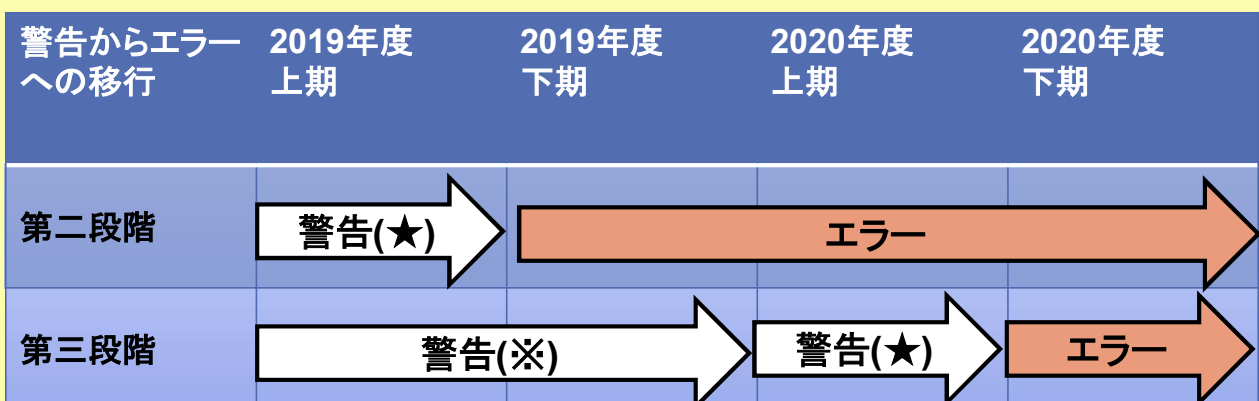 警告からエラー
への移行
2019年度
上期
2019年度
下期
2020年度
上期
2020年度
下期
第二段階
警告(★)
エラー
第三段階
警告(※)
警告(★)
エラー